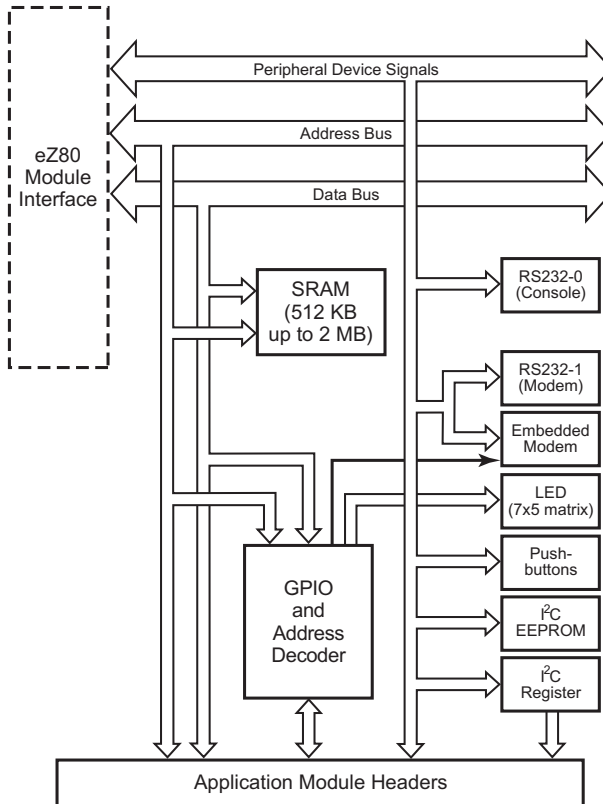 Peripheral Device Signals
Address Bus
eZ80
Module
Interface
Data Bus
SRAM
(512 KB
up to 2 MB)
RS232-0
(Console)
RS232-1
(Modem)
Embedded
Modem
LED
(7x5 matrix)
GPIO
and
Address
Decoder
Push-
buttons
I²C
EEPROM
I²C
Register
Application Module Headers